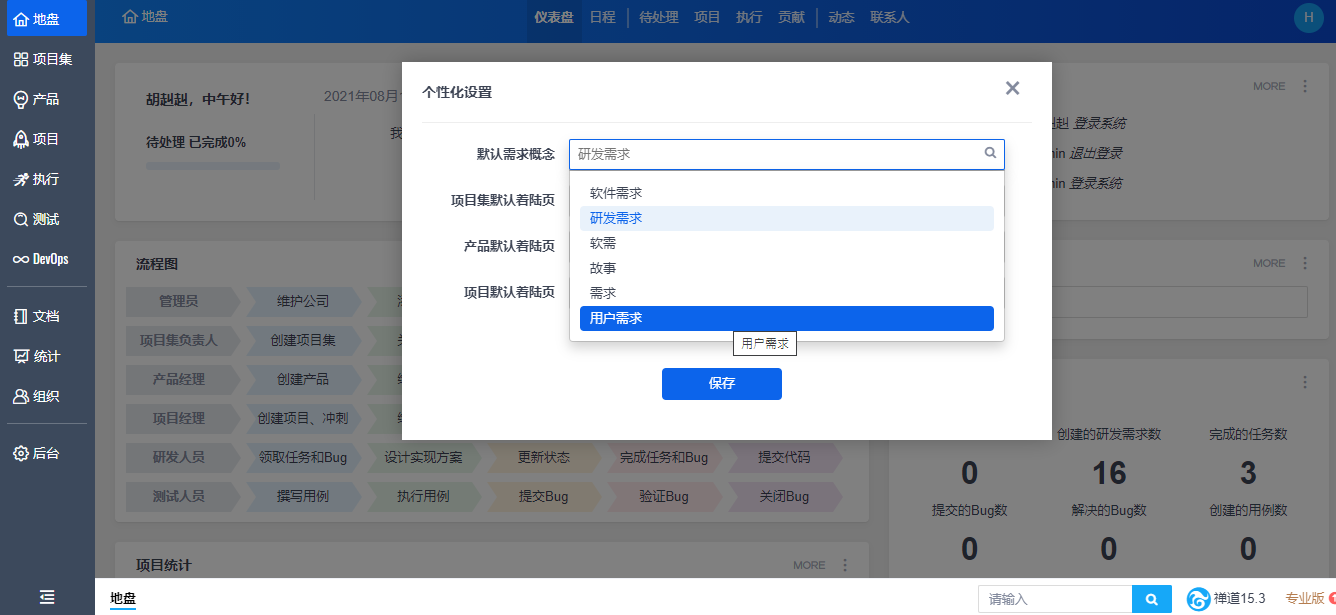 地盘
项目集
产品
项目
执行
测试
DevOps
文档
统计
组织
后台
地盘
仪表盘 日程 待处理 项目 执行 贡献 动态 联系人
H
胡赳赳，中午好！
2021年08月
待处理 已完成0%
我
MORE
登录系统
min 退出登录
min 登录系统
个性化设置
默认需求概念 研发需求
软件需求
研发需求
软需
故事
需求
用户需求
用户需求
项目集默认着陆页
产品默认着陆页
项目默认着陆页
保存
流程图
管理员 维护公司
项目集负责人 创建项目集
产品经理 创建产品
项目经理 创建项目、冲刺
研发人员 领取任务和Bug 设计实现方案 更新状态 完成任务和Bug 提交代码
测试人员 撰写用例 执行用例 提交Bug 验证Bug 关闭Bug
MORE
创建的研发需求数 完成的任务数
0 16 3
提交的Bug数 解决的Bug数 创建的用例数
0 0 0
项目统计
MORE
地盘
请输入
禅道15.3
专业版